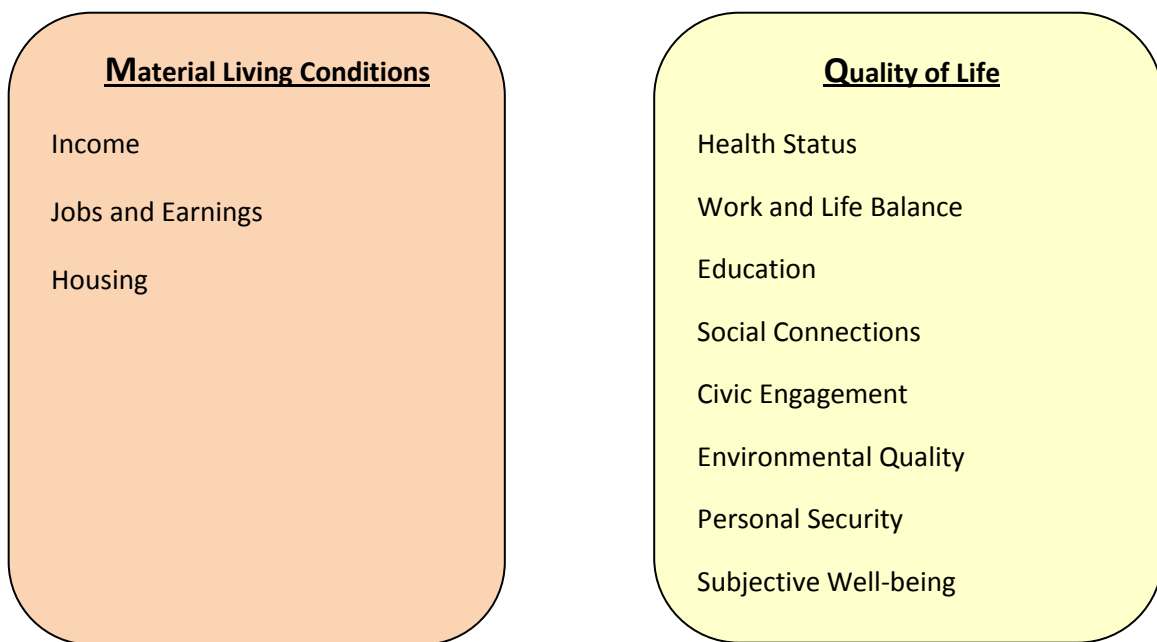 Material Living Conditions
Income
Jobs and Earnings
Housing
Quality of Life
Health Status
Work and Life Balance
Education
Social Connections
Civic Engagement
Environmental Quality
Personal Security
Subjective Well-being